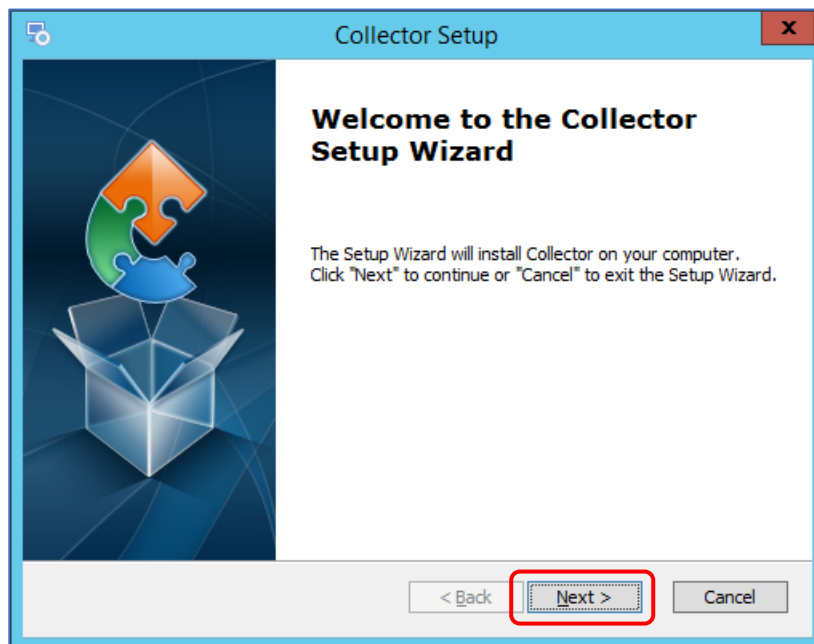 Collector Setup
x
Welcome to the Collector
Setup Wizard
The Setup Wizard will install Collector on your computer.
Click "Next" to continue or "Cancel" to exit the Setup Wizard.
< Back Next > Cancel